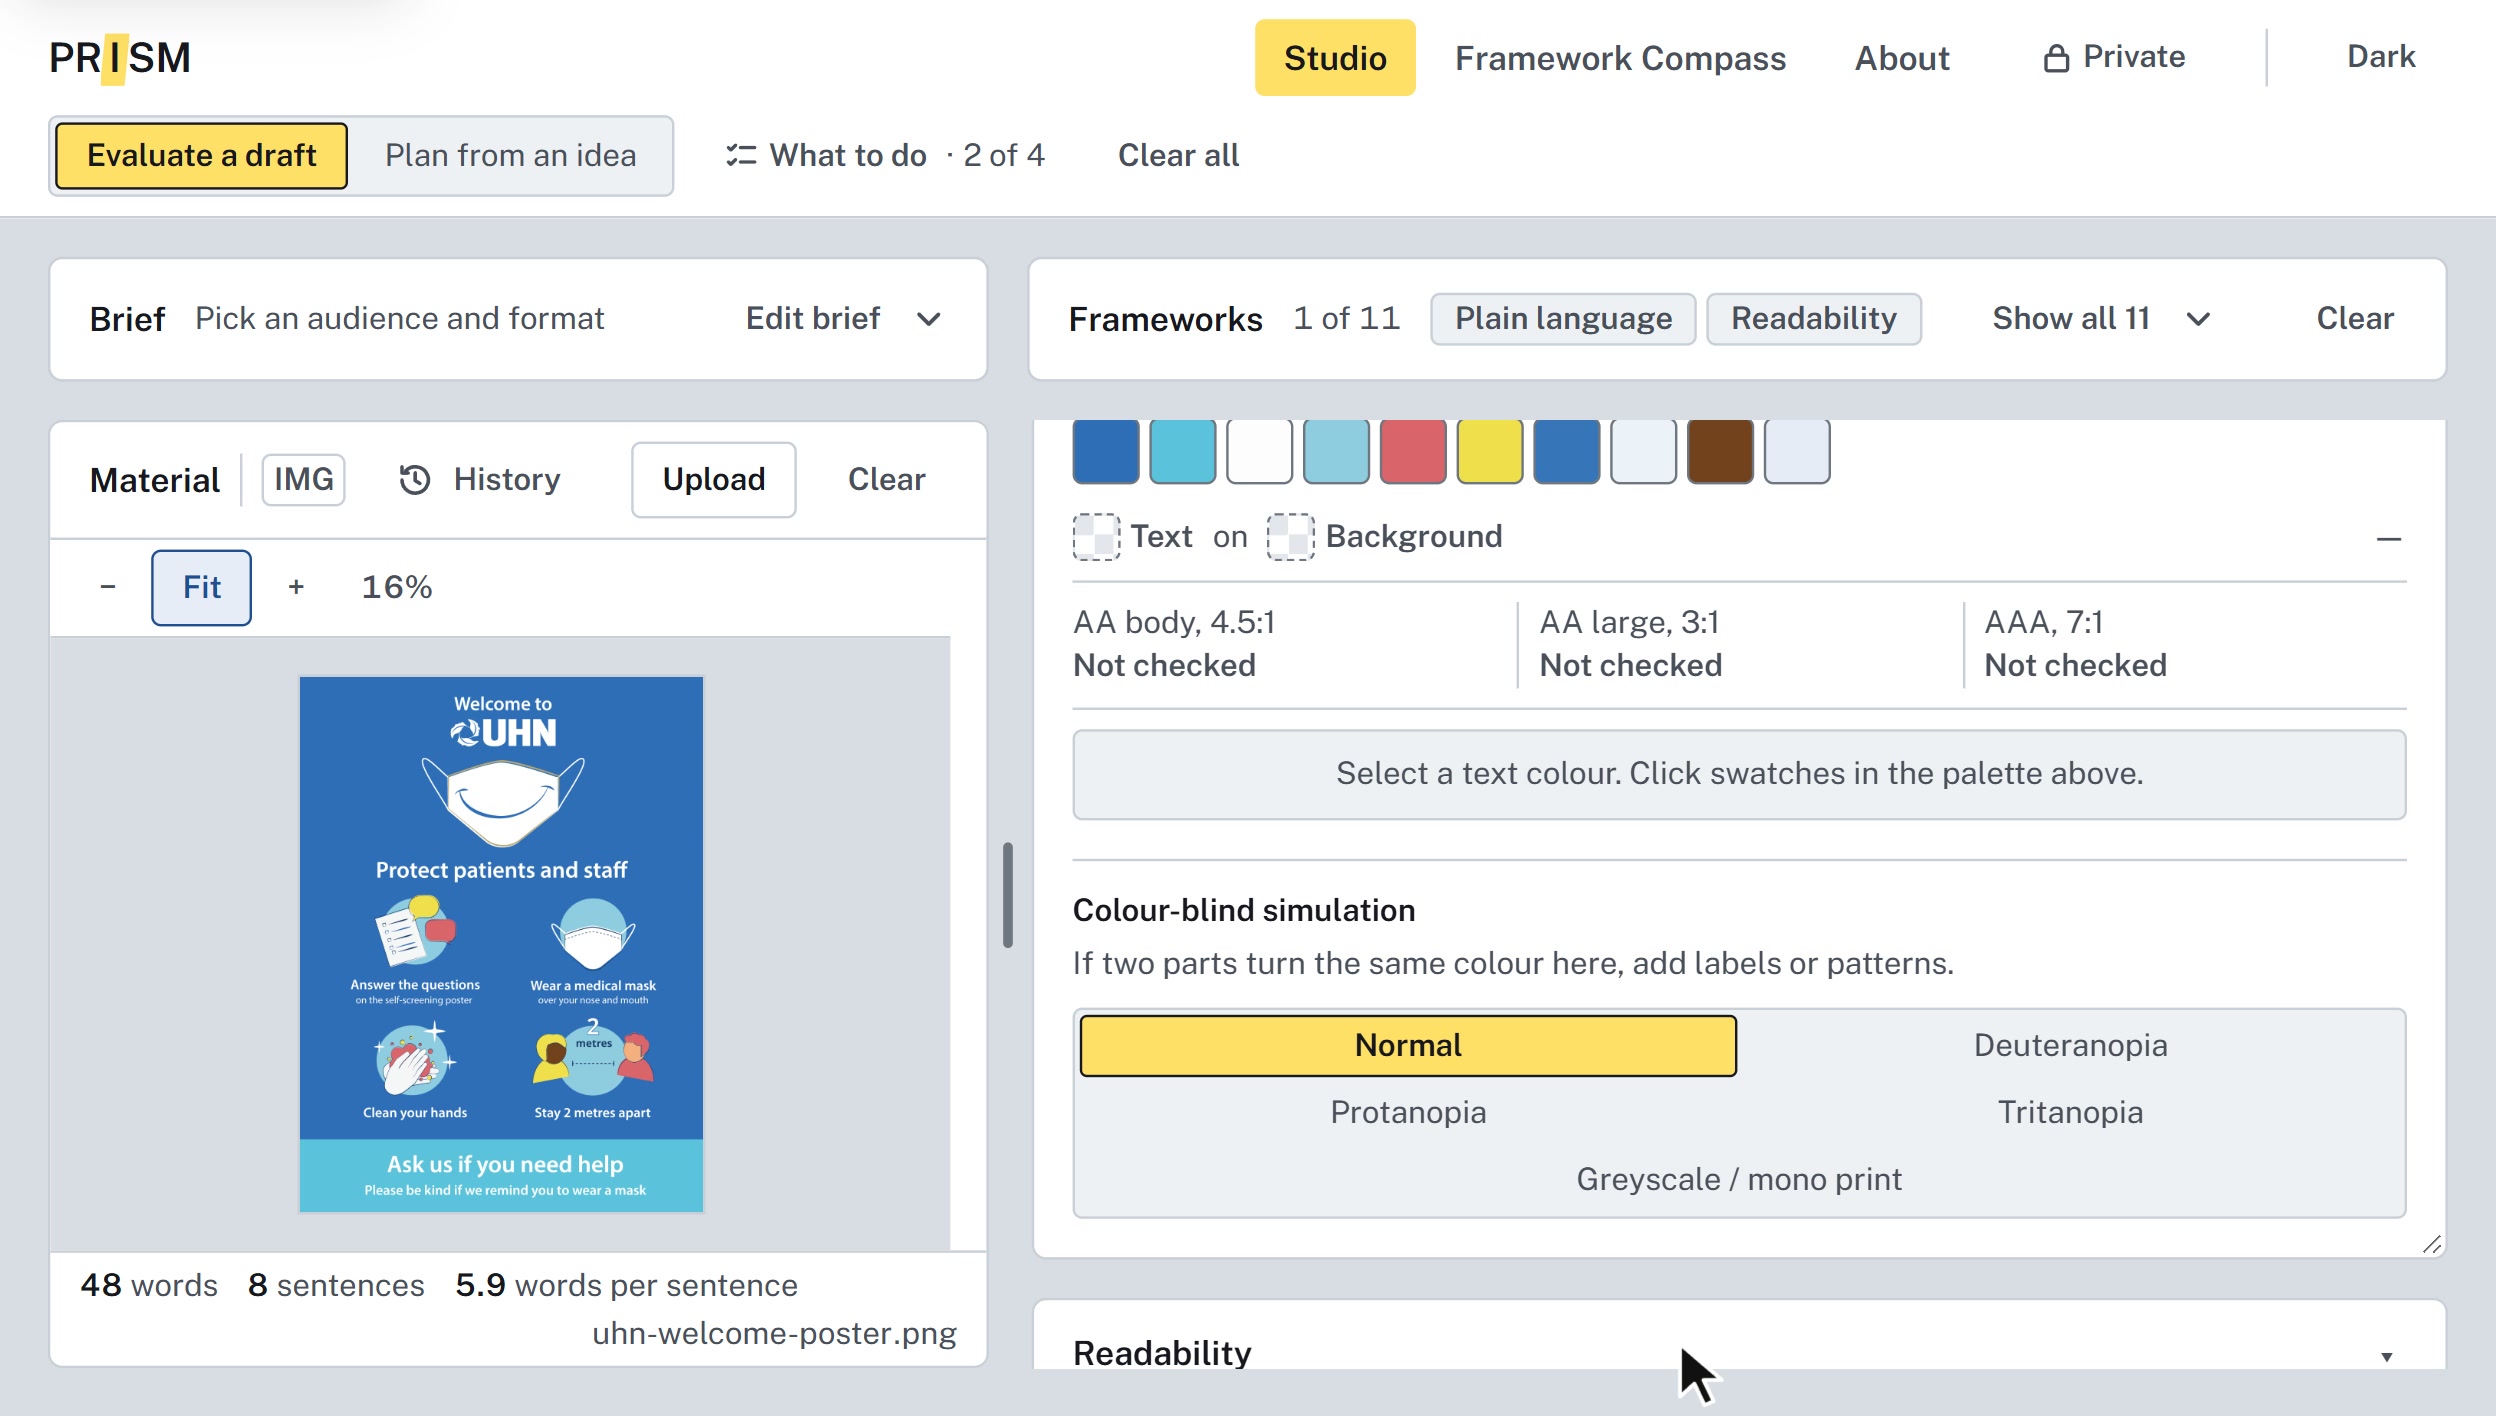 PRISM
Studio
Framework Compass
About
Private
Dark
Evaluate a draft
Plan from an idea
What to do · 2 of 4
Clear all
Brief Pick an audience and format
Edit brief
Frameworks 1 of 11
Plain language
Readability
Show all 11
Clear
Material
IMG
History
Upload
Clear
− Fit + 16%
Welcome to
UHN
Protect patients and staff
Answer the questions
on the self-screening poster
Wear a medical mask
over your nose and mouth
Clean your hands
2
metres
Stay 2 metres apart
Ask us if you need help
Please be kind if we remind you to wear a mask
48 words 8 sentences 5.9 words per sentence
uhn-welcome-poster.png
Text on Background
—
AA body, 4.5:1
Not checked
AA large, 3:1
Not checked
AAA, 7:1
Not checked
Select a text colour. Click swatches in the palette above.
Colour-blind simulation
If two parts turn the same colour here, add labels or patterns.
Normal
Deuteranopia
Protanopia
Tritanopia
Greyscale / mono print
Readability